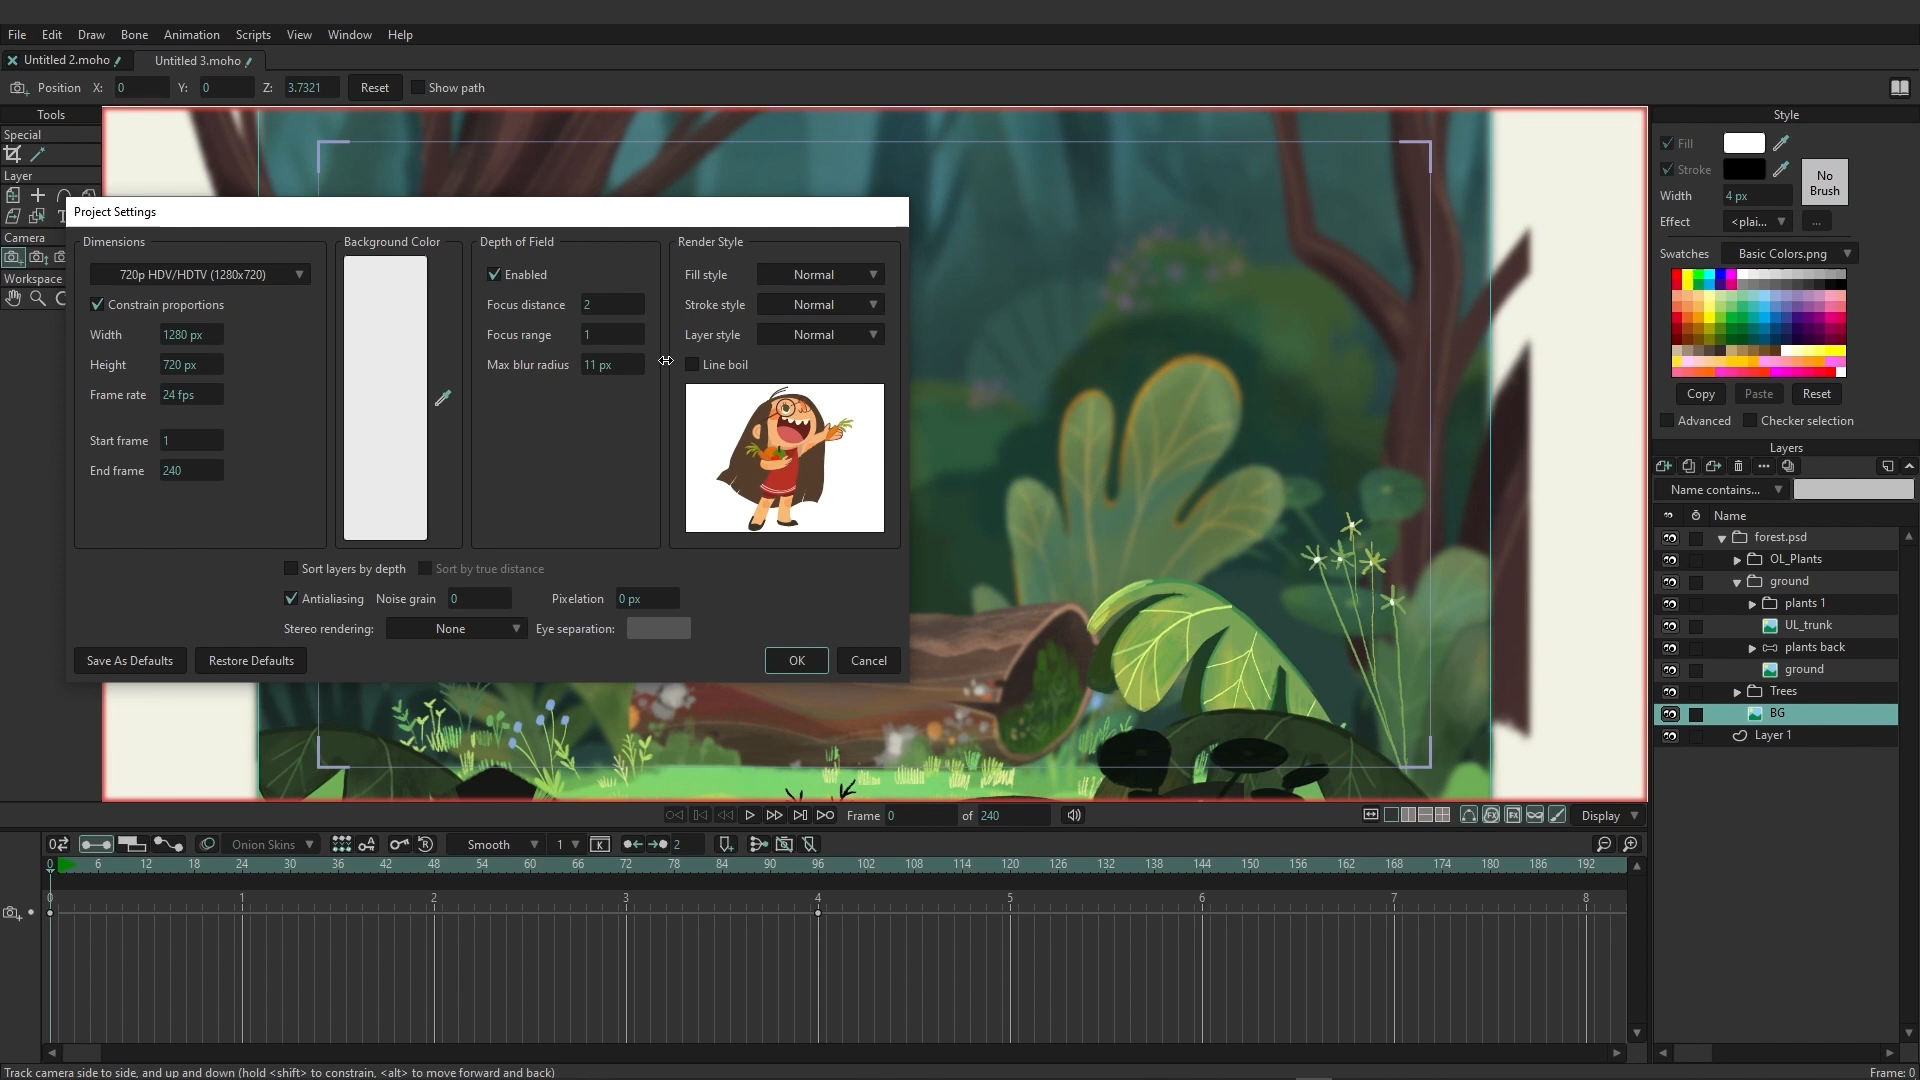 File Edit Draw Bone Animation Scripts View Window Help
Untitled 2.moho Untitled 3.moho
Position X: 0 Y: 0 Z: 3.7321 Reset Show path
Tools
Special
Layer
Camera
Workspace
Project Settings
Dimensions
720p HDV/HDTV (1280x720)
Constrain proportions
Width 1280 px
Height 720 px
Frame rate 24 fps
Start frame 1
End frame 240
Background Color
Depth of Field
Enabled
Focus distance 2
Focus range 1
Max blur radius 11 px
Render Style
Fill style Normal
Stroke style Normal
Layer style Normal
Line boil
Sort layers by depth Sort by true distance
Antialiasing Noise grain 0 Pixelation 0 px
Stereo rendering: None Eye separation:
Save As Defaults Restore Defaults OK Cancel
Style
Fill
Stroke
No Brush
Width 4 px
Effect <plai... ...
Swatches Basic Colors.png
Copy Paste Reset
Advanced Checker selection
Layers
Name contains...
Name
forest.psd
OL_Plants
ground
plants 1
UL_trunk
plants back
ground
Trees
BG
Layer 1
Frame 0 of 240 Display
Onion Skins Smooth 1 K 2
0 6 12 18 24 30 36 42 48 54 60 66 72 78 84 90 96 102 108 114 120 126 132 138 144 150 156 162 168 174 180 186 192
0 1 2 3 4 5 6 7 8
Track camera side to side, and up and down (hold <shift> to constrain, <alt> to move forward and back) Frame: 0